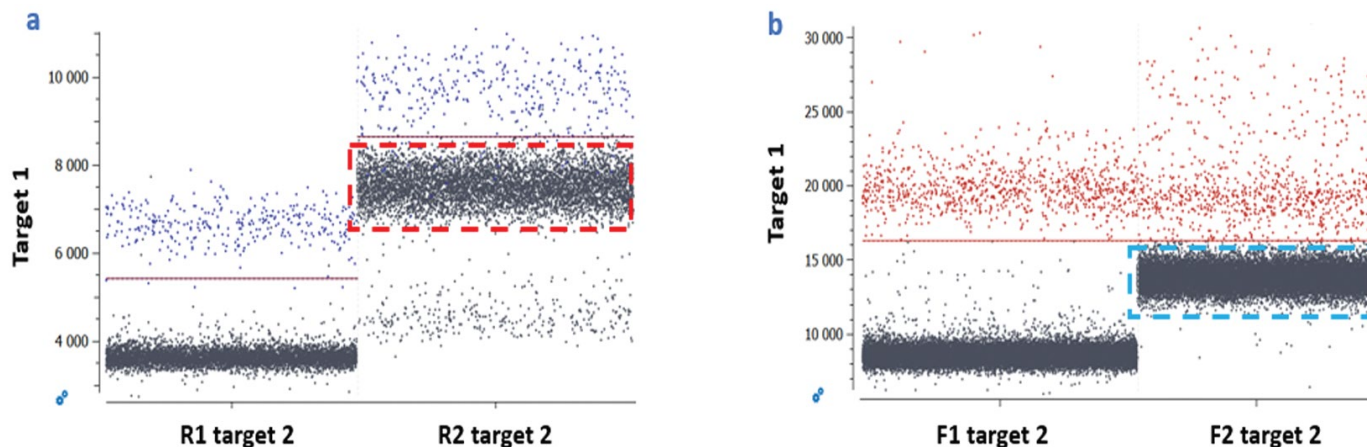 a
10 000
8 000
6 000
4 000
Target 1
R1 target 2
R2 target 2
b
30 000
25 000
20 000
15 000
10 000
Target 1
F1 target 2
F2 target 2